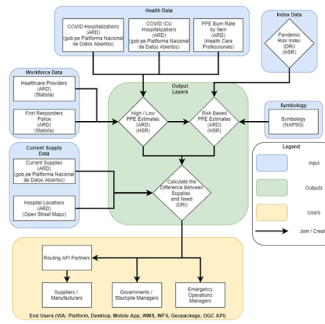 Health Data
COVID Hospitalizations
(ARD)
(gob.pe Platforma Nacional
de Datos Abiertos)
COVID ICU
Hospitalizations
(ARD)
(gob.pe Platforma Nacional
de Datos Abiertos)
PPE Burn Rate
by Item
(ARD)
(Health Care
Professionals)
Index Data
Pandemic
Risk Index
(DRI)
(HSR)
Workforce Data
Healthcare Providers
(ARD)
(Statista)
First Responders
Police
(ARD)
(Statista)
Output
Layers
High / Low
PPE Estimates
(ARD)
(HSR)
Risk Based
PPE Estimates
(ARD)
(HSR)
Symbology
Symbology
(NAPSG)
Current Supply Data
Current Supplies
(ARD)
(gob.pe Platforma Nacional
de Datos Abiertos)
Hospital Locations
(ARD)
(Open Street Maps)
Calculate the
Difference Between
Supplies
and Need
(DRI)
Legend
Input
Outputs
Users
Join / Create
Routing API Partners
Suppliers /
Manufacturers
Governments /
Stockpile Managers
Emergency
Operations Managers
End Users (VIA: Platform, Desktop, Mobile App, WMS, WFS, Geopackage, OGC API)